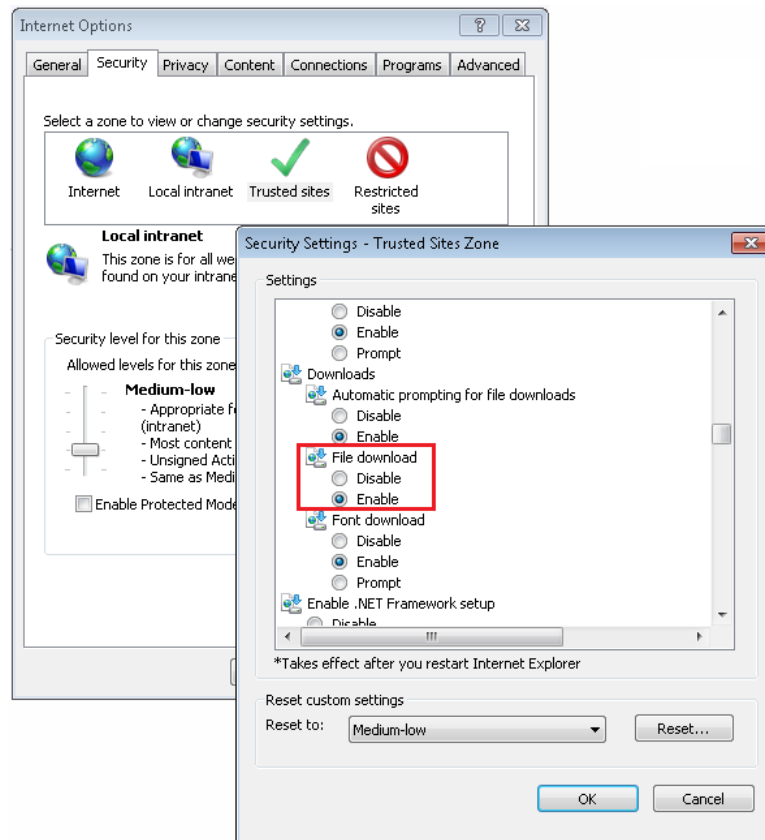 Internet Options
General Security Privacy Content Connections Programs Advanced
Select a zone to view or change security settings.
Internet
Local intranet
Trusted sites
Restricted
sites
Local intranet
This zone is for all we
found on your intrane
Security level for this zone
Allowed levels for this zone
Medium-low
- Appropriate f
(intranet)
- Most content
- Unsigned Acti
- Same as Medi
Enable Protected Mode
Security Settings - Trusted Sites Zone
Settings
Disable
Enable
Prompt
Downloads
Automatic prompting for file downloads
Disable
Enable
File download
Disable
Enable
Font download
Disable
Enable
Prompt
Enable .NET Framework setup
Disable
*Takes effect after you restart Internet Explorer
Reset custom settings
Reset to: Medium-low Reset...
OK Cancel